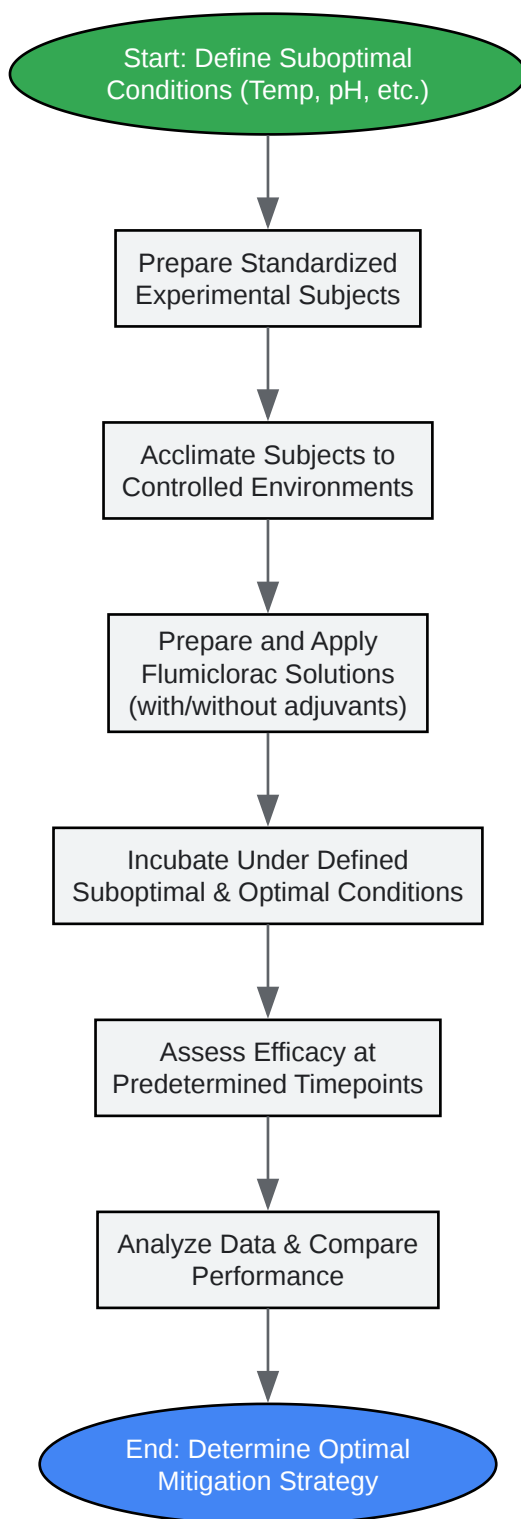 Start: Define Suboptimal
Conditions (Temp, pH, etc.)
Prepare Standardized
Experimental Subjects
Acclimate Subjects to
Controlled Environments
Prepare and Apply
Flumiclorac Solutions
(with/without adjuvants)
Incubate Under Defined
Suboptimal & Optimal Conditions
Assess Efficacy at
Predetermined Timepoints
Analyze Data & Compare
Performance
End: Determine Optimal
Mitigation Strategy